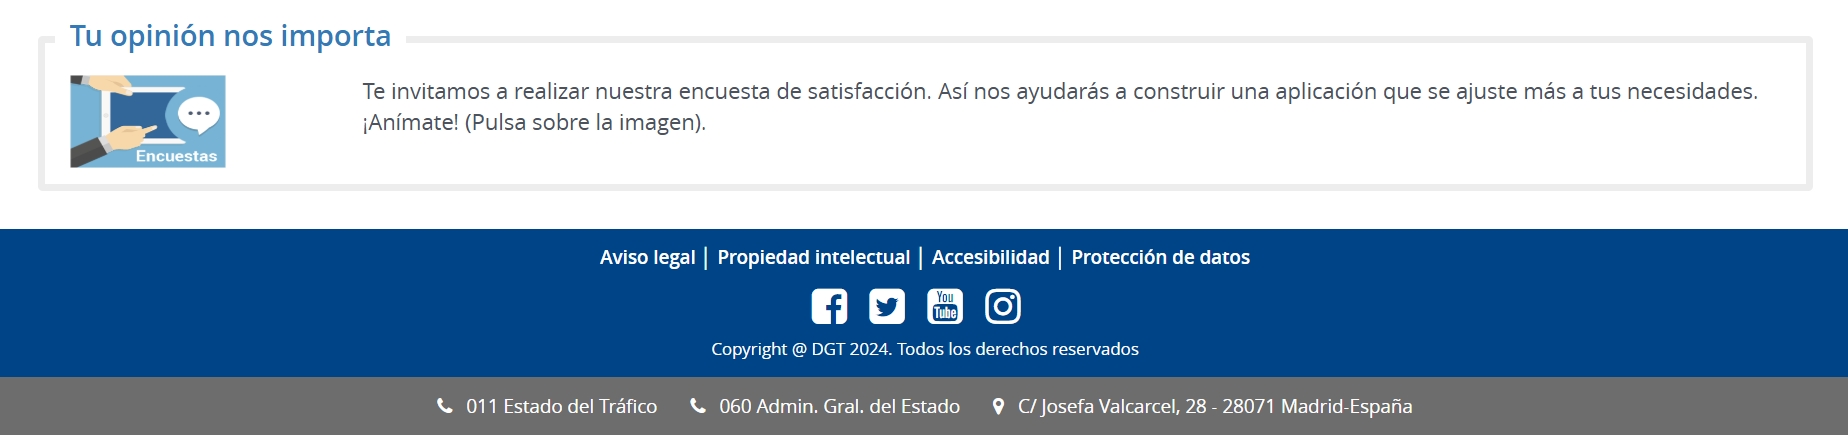 Tu opinión nos importa
Te invitamos a realizar nuestra encuesta de satisfacción. Así nos ayudarás a construir una aplicación que se ajuste más a tus necesidades.
¡Anímate! (Pulsa sobre la imagen).
Encuestas
Aviso legal | Propiedad intelectual | Accesibilidad | Protección de datos
You
Tube
Copyright @ DGT 2024. Todos los derechos reservados
011 Estado del Tráfico 060 Admin. Gral. del Estado C/ Josefa Valcarcel, 28 - 28071 Madrid-España